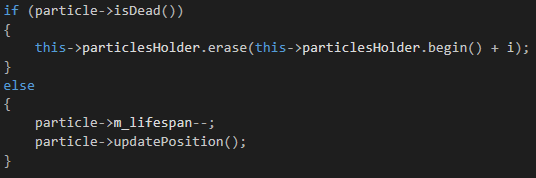 if (particle->isDead())
{
    this->particlesHolder.erase(this->particlesHolder.begin() + i);
}
else
{
    particle->m_lifespan--;
    particle->updatePosition();
}